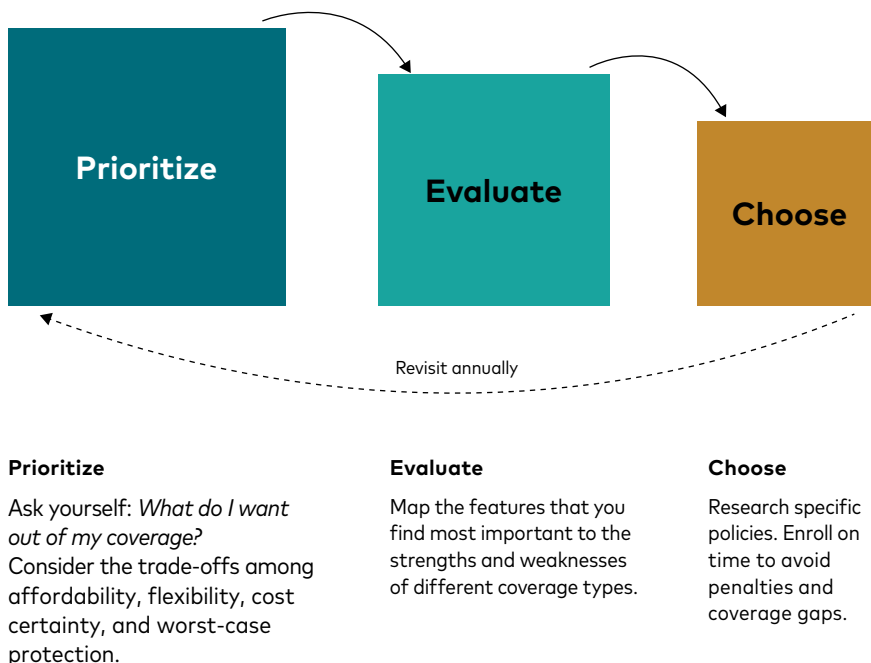 Prioritize
Evaluate
Choose
Revisit annually
Prioritize
Ask yourself: What do I want
out of my coverage?
Consider the trade-offs among
affordability, flexibility, cost
certainty, and worst-case
protection.
Evaluate
Map the features that you
find most important to the
strengths and weaknesses
of different coverage types.
Choose
Research specific
policies. Enroll on
time to avoid
penalties and
coverage gaps.